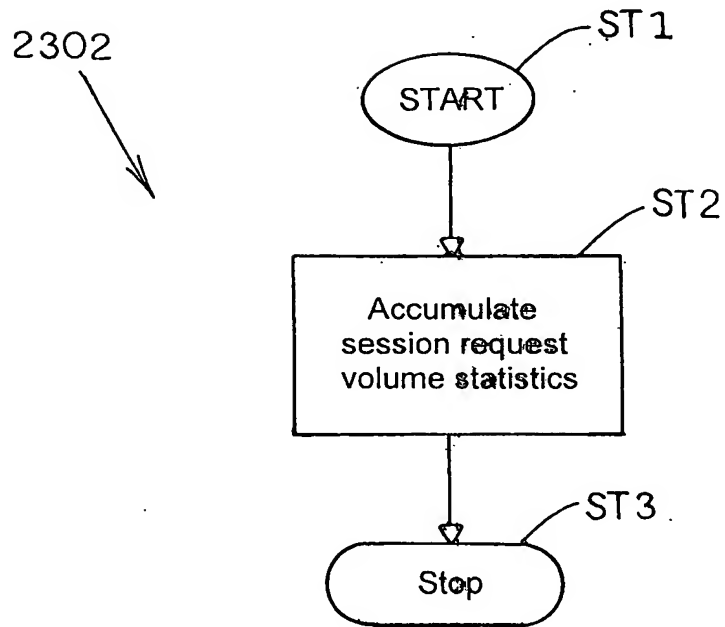 2302
ST1
START
ST2
Accumulate
session request
volume statistics
ST3
Stop